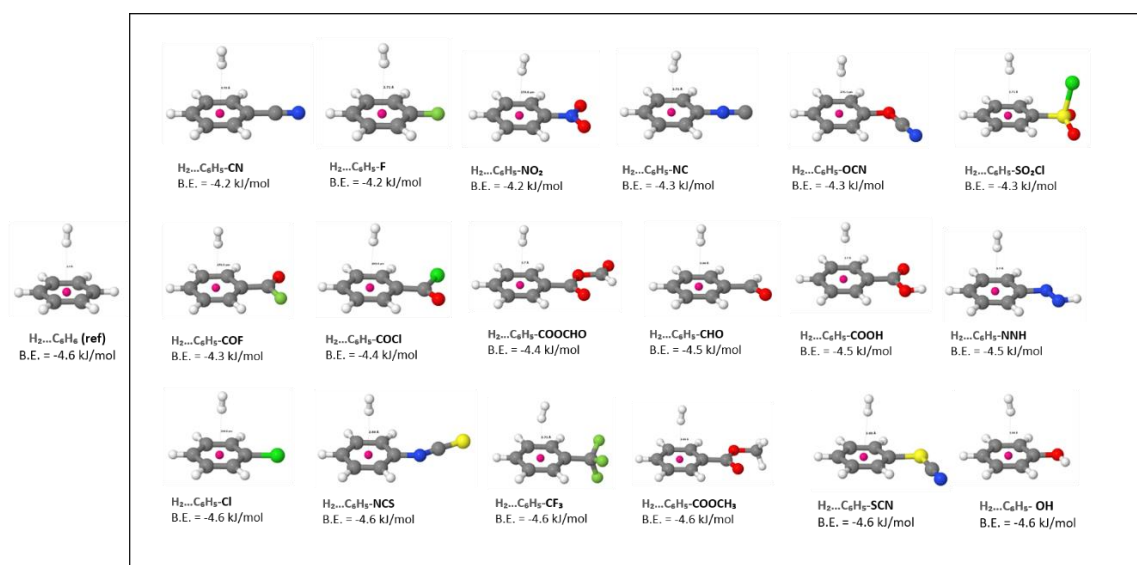 H₂...C₆H₅-CN
B.E. = -4.2 kJ/mol
H₂...C₆H₅-F
B.E. = -4.2 kJ/mol
H₂...C₆H₅-NO₂
B.E. = -4.2 kJ/mol
H₂...C₆H₅-NC
B.E. = -4.3 kJ/mol
H₂...C₆H₅-OCN
B.E. = -4.3 kJ/mol
H₂...C₆H₅-SO₂Cl
B.E. = -4.3 kJ/mol
H₂...C₆H₆ (ref)
B.E. = -4.6 kJ/mol
H₂...C₆H₅-COF
B.E. = -4.3 kJ/mol
H₂...C₆H₅-COCl
B.E. = -4.4 kJ/mol
H₂...C₆H₅-COOCHO
B.E. = -4.4 kJ/mol
H₂...C₆H₅-CHO
B.E. = -4.5 kJ/mol
H₂...C₆H₅-COOH
B.E. = -4.5 kJ/mol
H₂...C₆H₅-NNH
B.E. = -4.5 kJ/mol
H₂...C₆H₅-Cl
B.E. = -4.6 kJ/mol
H₂...C₆H₅-NCS
B.E. = -4.6 kJ/mol
H₂...C₆H₅-CF₃
B.E. = -4.6 kJ/mol
H₂...C₆H₅-COOCH₃
B.E. = -4.6 kJ/mol
H₂...C₆H₅-SCN
B.E. = -4.6 kJ/mol
H₂...C₆H₅- OH
B.E. = -4.6 kJ/mol